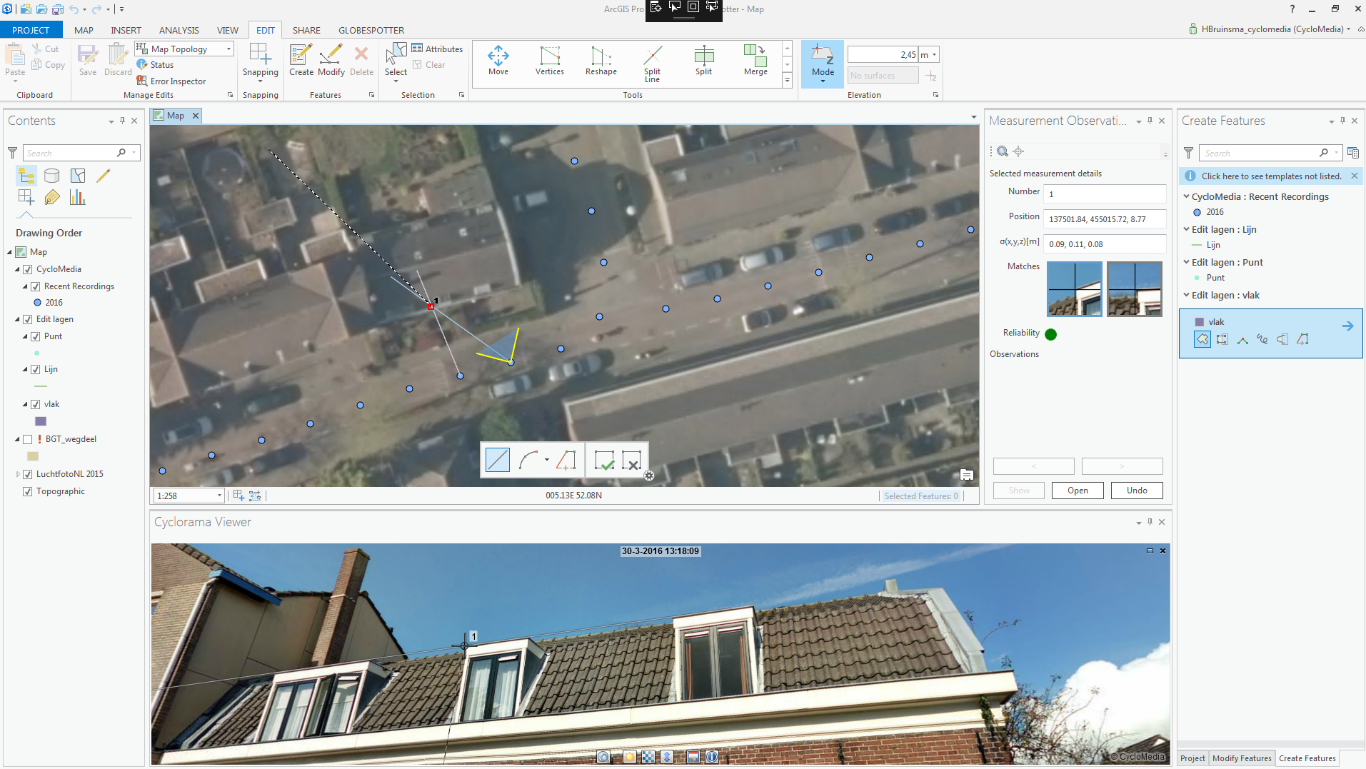 ArcGIS Pro
otter - Map
?
PROJECT MAP INSERT ANALYSIS VIEW EDIT SHARE GLOBESPOTTER
HBruinsma_cyclomedia (CycloMedia)
Paste
Cut
Copy
Clipboard
Save
Discard
Map Topology
Status
Error Inspector
Manage Edits
Snapping
Snapping
Create
Modify
Delete
Features
Select
Attributes
Clear
Selection
Move
Vertices
Reshape
Split
Line
Split
Merge
Tools
Mode
2,45 m
No surfaces
Elevation
Contents
Search
Drawing Order
Map
CycloMedia
Recent Recordings
2016
Edit lagen
Punt
Lijn
vlak
! BGT_wegdeel
LuchtfotoNL 2015
Topographic
Map
1
1:258
005.13E 52.08N
Selected Features: 0
Measurement Observati...
Selected measurement details
Number 1
Position 137501.84, 455015.72, 8.77
σ(x,y,z)[m] 0.09, 0.11, 0.08
Matches
Reliability
Observations
<
>
Show
Open
Undo
Create Features
Search
Click here to see templates not listed.
CycloMedia : Recent Recordings
2016
Edit lagen : Lijn
Lijn
Edit lagen : Punt
Punt
Edit lagen : vlak
vlak
Project
Modify Features
Create Features
Cyclorama Viewer
30-3-2016 13:18:09
1
© CycloMedia